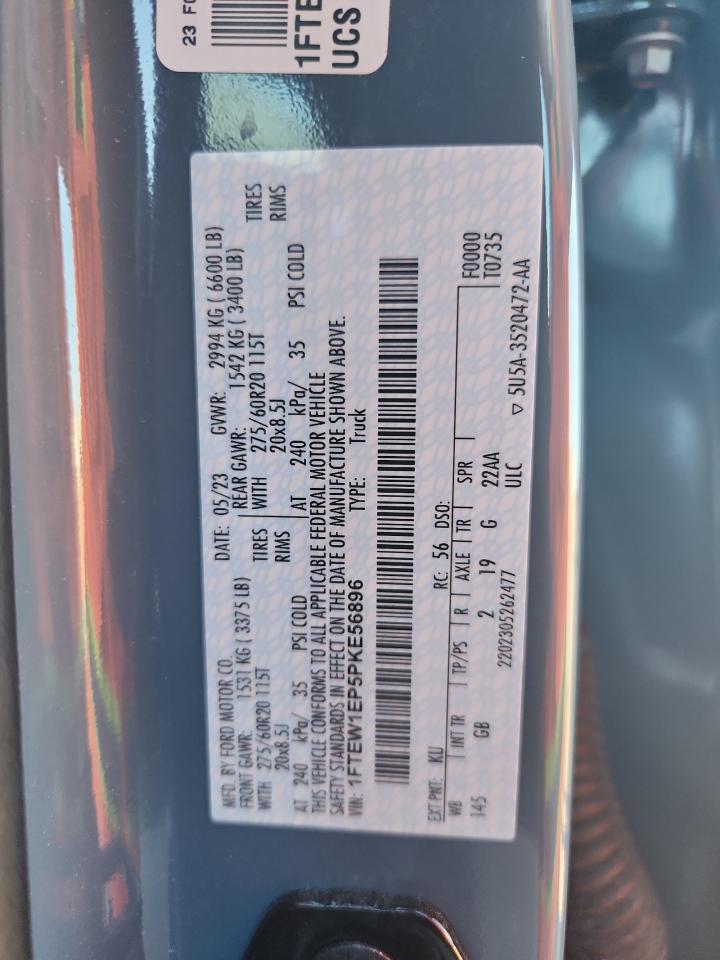 23 FO
1FTE
UCS
MFD. BY FORD MOTOR CO.
DATE: 05/23 GVWR: 2994 KG ( 6600 LB)
FRONT GAWR: 1531 KG ( 3375 LB)
REAR GAWR: 1542 KG ( 3400 LB)
WITH 275/60R20 115T TIRES
WITH 275/60R20 115T TIRES
20x8.5J RIMS
20x8.5J RIMS
AT 240 kPa/ 35 PSI COLD
AT 240 kPa/ 35 PSI COLD
THIS VEHICLE CONFORMS TO ALL APPLICABLE FEDERAL MOTOR VEHICLE
SAFETY STANDARDS IN EFFECT ON THE DATE OF MANUFACTURE SHOWN ABOVE.
VIN: 1FTEW1EP5PKE56896 TYPE: Truck
EXT PNT: KU RC: 56 DSO:
WB INT TR TP/PS R AXLE TR SPR F0000
145 GB 2 19 G 22AA T0735
2202305262477 ULC
▽ 5U5A-3520472-AA